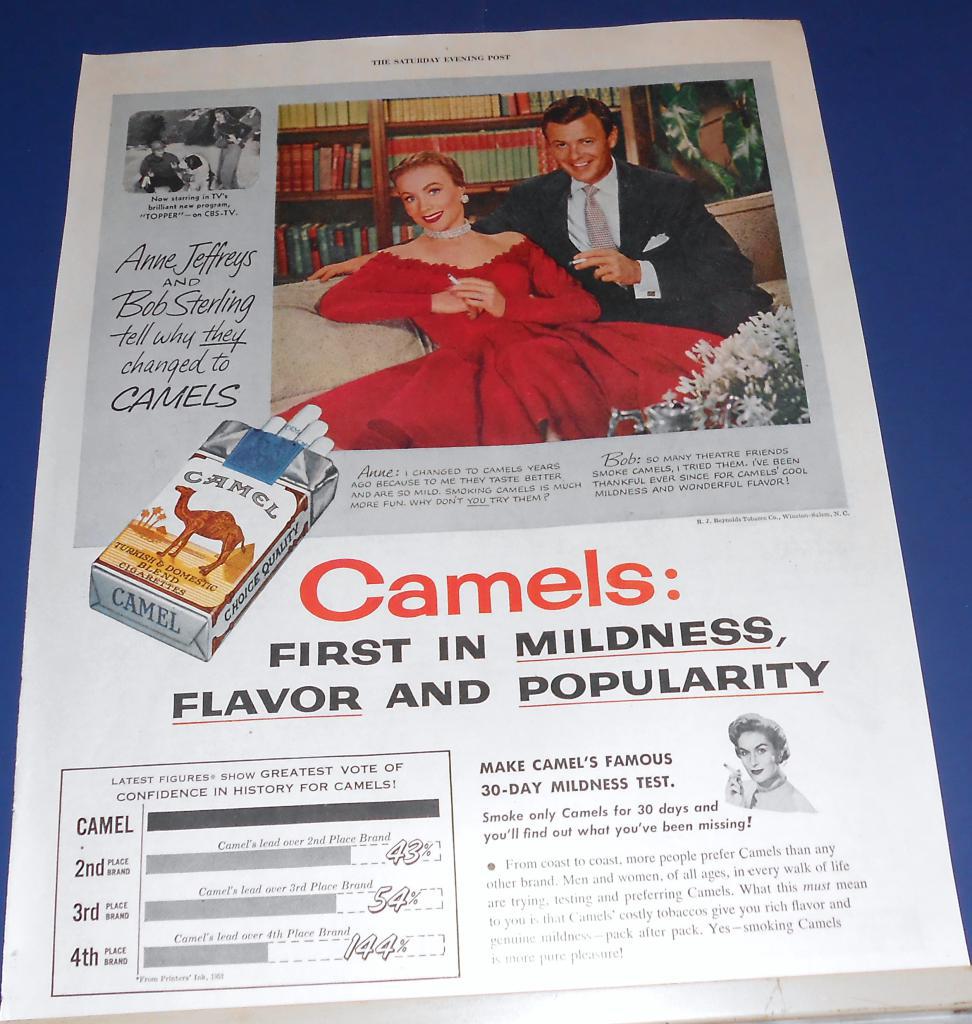 THE SATURDAY EVENING POST
Now starring in TV's
brilliant new program,
"TOPPER"—on CBS-TV.
Anne Jeffreys
AND
Bob Sterling
tell why they
changed to
CAMELS
Anne: I CHANGED TO CAMELS YEARS
AGO BECAUSE TO ME THEY TASTE BETTER
AND ARE SO MILD. SMOKING CAMELS IS MUCH
MORE FUN. WHY DON'T YOU TRY THEM?
Bob: SO MANY THEATRE FRIENDS
SMOKE CAMELS, I TRIED THEM. I'VE BEEN
THANKFUL EVER SINCE FOR CAMELS' COOL
MILDNESS AND WONDERFUL FLAVOR!
R. J. Reynolds Tobacco Co., Winston-Salem, N. C.
CAMEL
TURKISH & DOMESTIC
BLEND
CIGARETTES
CHOICE QUALITY
CAMEL
Camels:
FIRST IN MILDNESS,
FLAVOR AND POPULARITY
LATEST FIGURES* SHOW GREATEST VOTE OF
CONFIDENCE IN HISTORY FOR CAMELS!
CAMEL
Camel's lead over 2nd Place Brand
2nd PLACE BRAND 43%
Camel's lead over 3rd Place Brand
3rd PLACE BRAND 54%
Camel's lead over 4th Place Brand
4th PLACE BRAND 144%
*From Printers' Ink, 1953
MAKE CAMEL'S FAMOUS
30-DAY MILDNESS TEST.
Smoke only Camels for 30 days and
you'll find out what you've been missing!
● From coast to coast, more people prefer Camels than any
other brand. Men and women, of all ages, in every walk of life
are trying, testing and preferring Camels. What this must mean
to you is that Camels' costly tobaccos give you rich flavor and
genuine mildness—pack after pack. Yes—smoking Camels
is more pure pleasure!